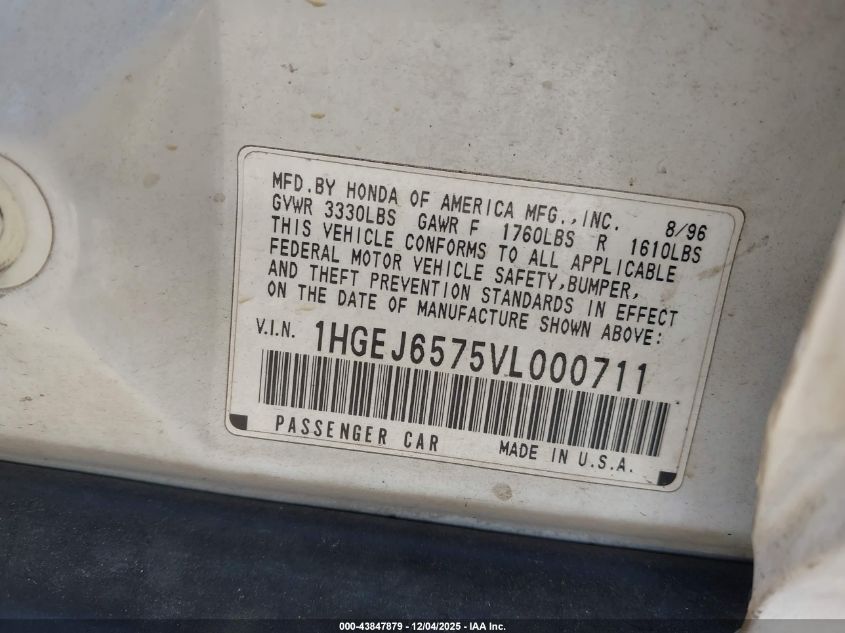 MFD.BY HONDA OF AMERICA MFG.,INC. 8/96
GVWR 3330LBS GAWR F 1760LBS R 1610LBS
THIS VEHICLE CONFORMS TO ALL APPLICABLE
FEDERAL MOTOR VEHICLE SAFETY,BUMPER,
AND THEFT PREVENTION STANDARDS IN EFFECT
ON THE DATE OF MANUFACTURE SHOWN ABOVE:
V.I.N. 1HGEJ6575VL000711
PASSENGER CAR MADE IN U.S.A.
000-43847879 - 12/04/2025 - IAA Inc.